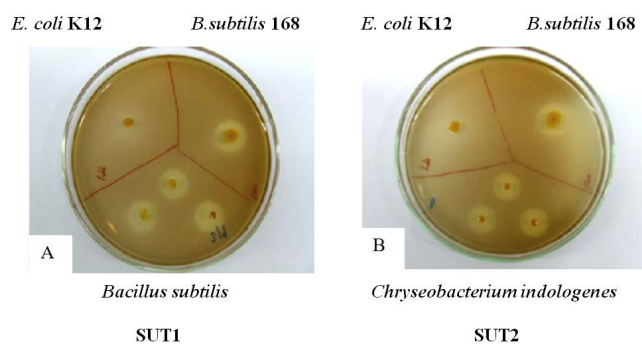 E. coli K12 B.subtilis 168
E. coli K12 B.subtilis 168
A
B
Bacillus subtilis
Chryseobacterium indologenes
SUT1
SUT2